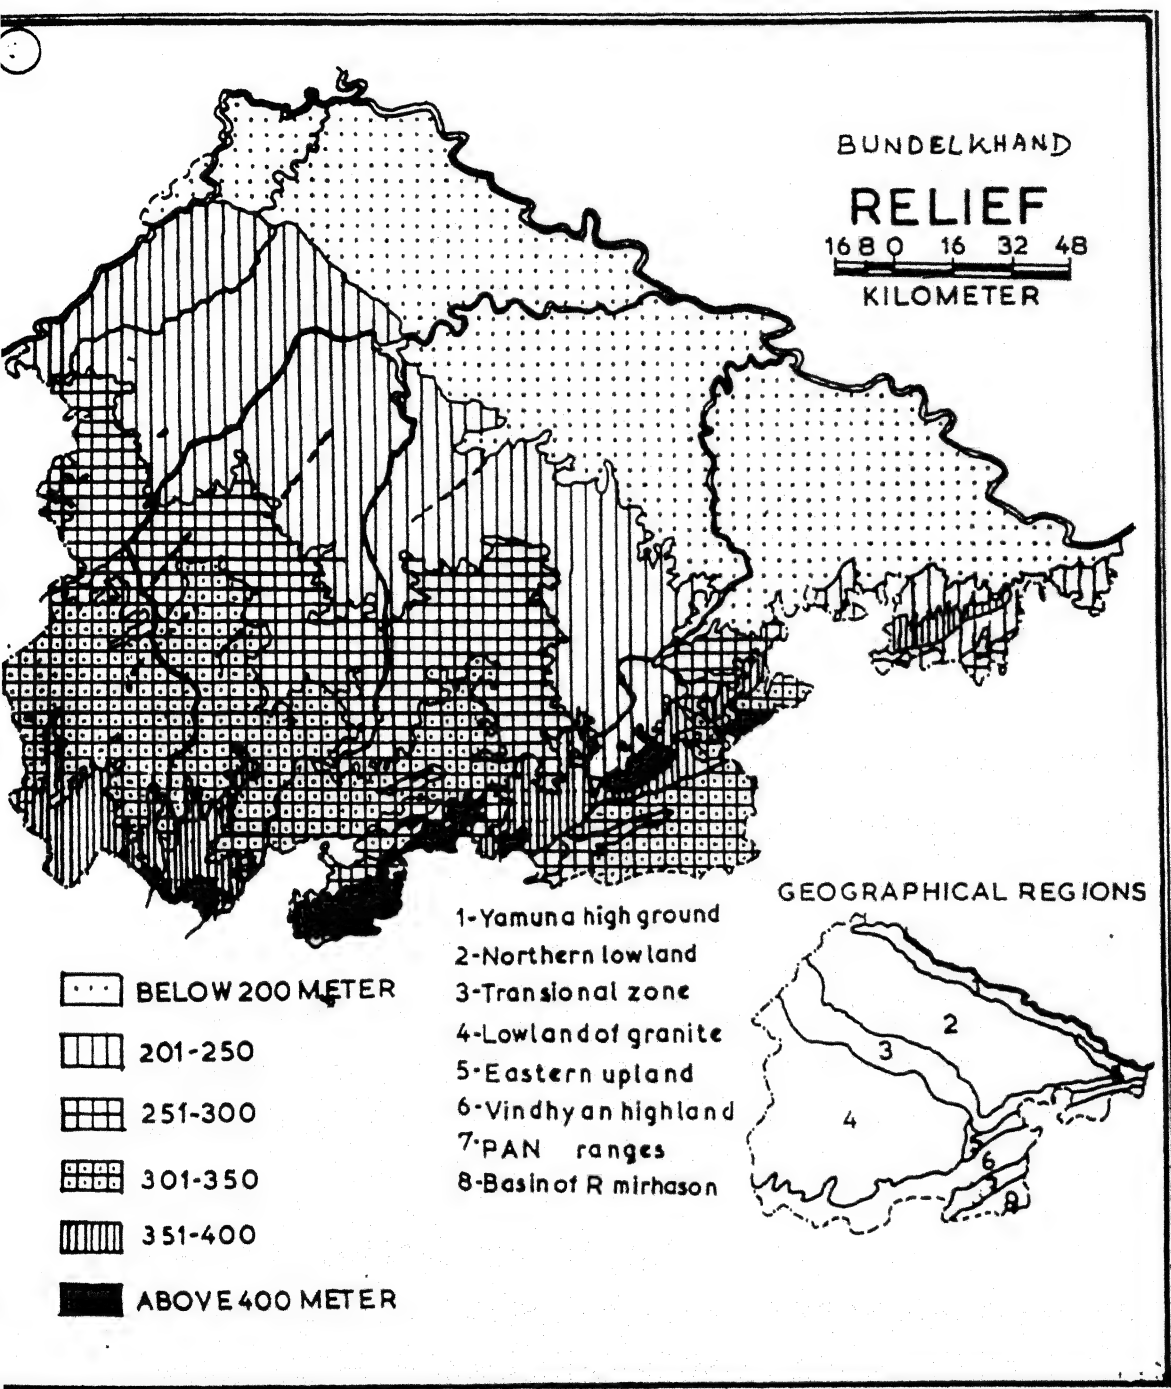 BUNDELKHAND
RELIEF
16 8 0 16 32 48
KILOMETER
GEOGRAPHICAL REGIONS
1-Yamuna high ground
2-Northern lowland
3-Transional zone
4-Lowland of granite
5-Eastern upland
6-Vindhyan highland
7-PAN ranges
8-Basin of R mirhason
BELOW 200 METER
201-250
251-300
301-350
351-400
ABOVE 400 METER
1
2
3
4
5
6
7
8